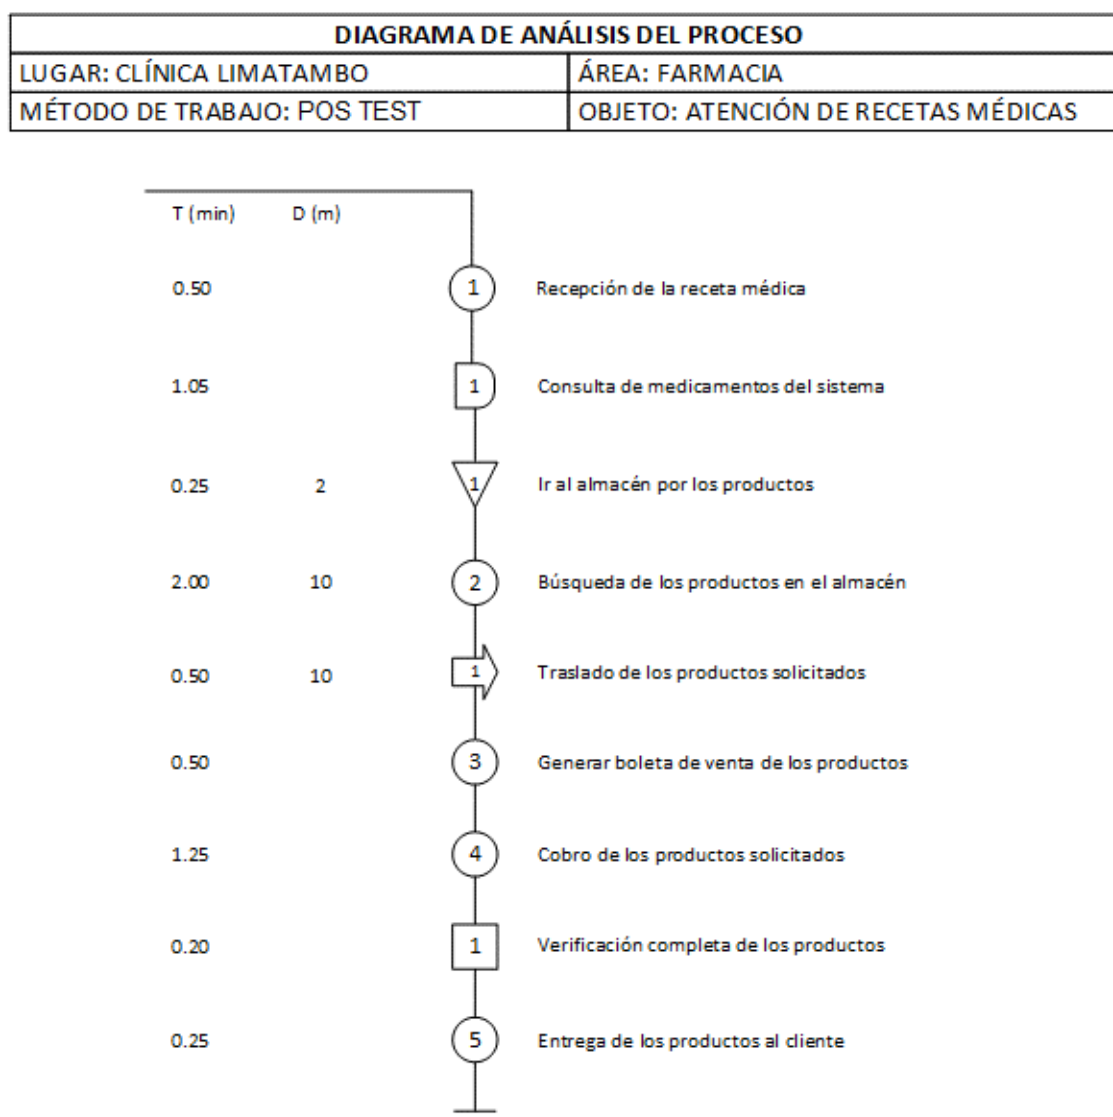 DIAGRAMA DE ANÁLISIS DEL PROCESO
LUGAR: CLÍNICA LIMATAMBO ÁREA: FARMACIA
MÉTODO DE TRABAJO: POS TEST OBJETO: ATENCIÓN DE RECETAS MÉDICAS
T (min) D (m)
0.50 1 Recepción de la receta médica
1.05 1 Consulta de medicamentos del sistema
0.25 2 1 Ir al almacén por los productos
2.00 10 2 Búsqueda de los productos en el almacén
0.50 10 1 Traslado de los productos solicitados
0.50 3 Generar boleta de venta de los productos
1.25 4 Cobro de los productos solicitados
0.20 1 Verificación completa de los productos
0.25 5 Entrega de los productos al cliente